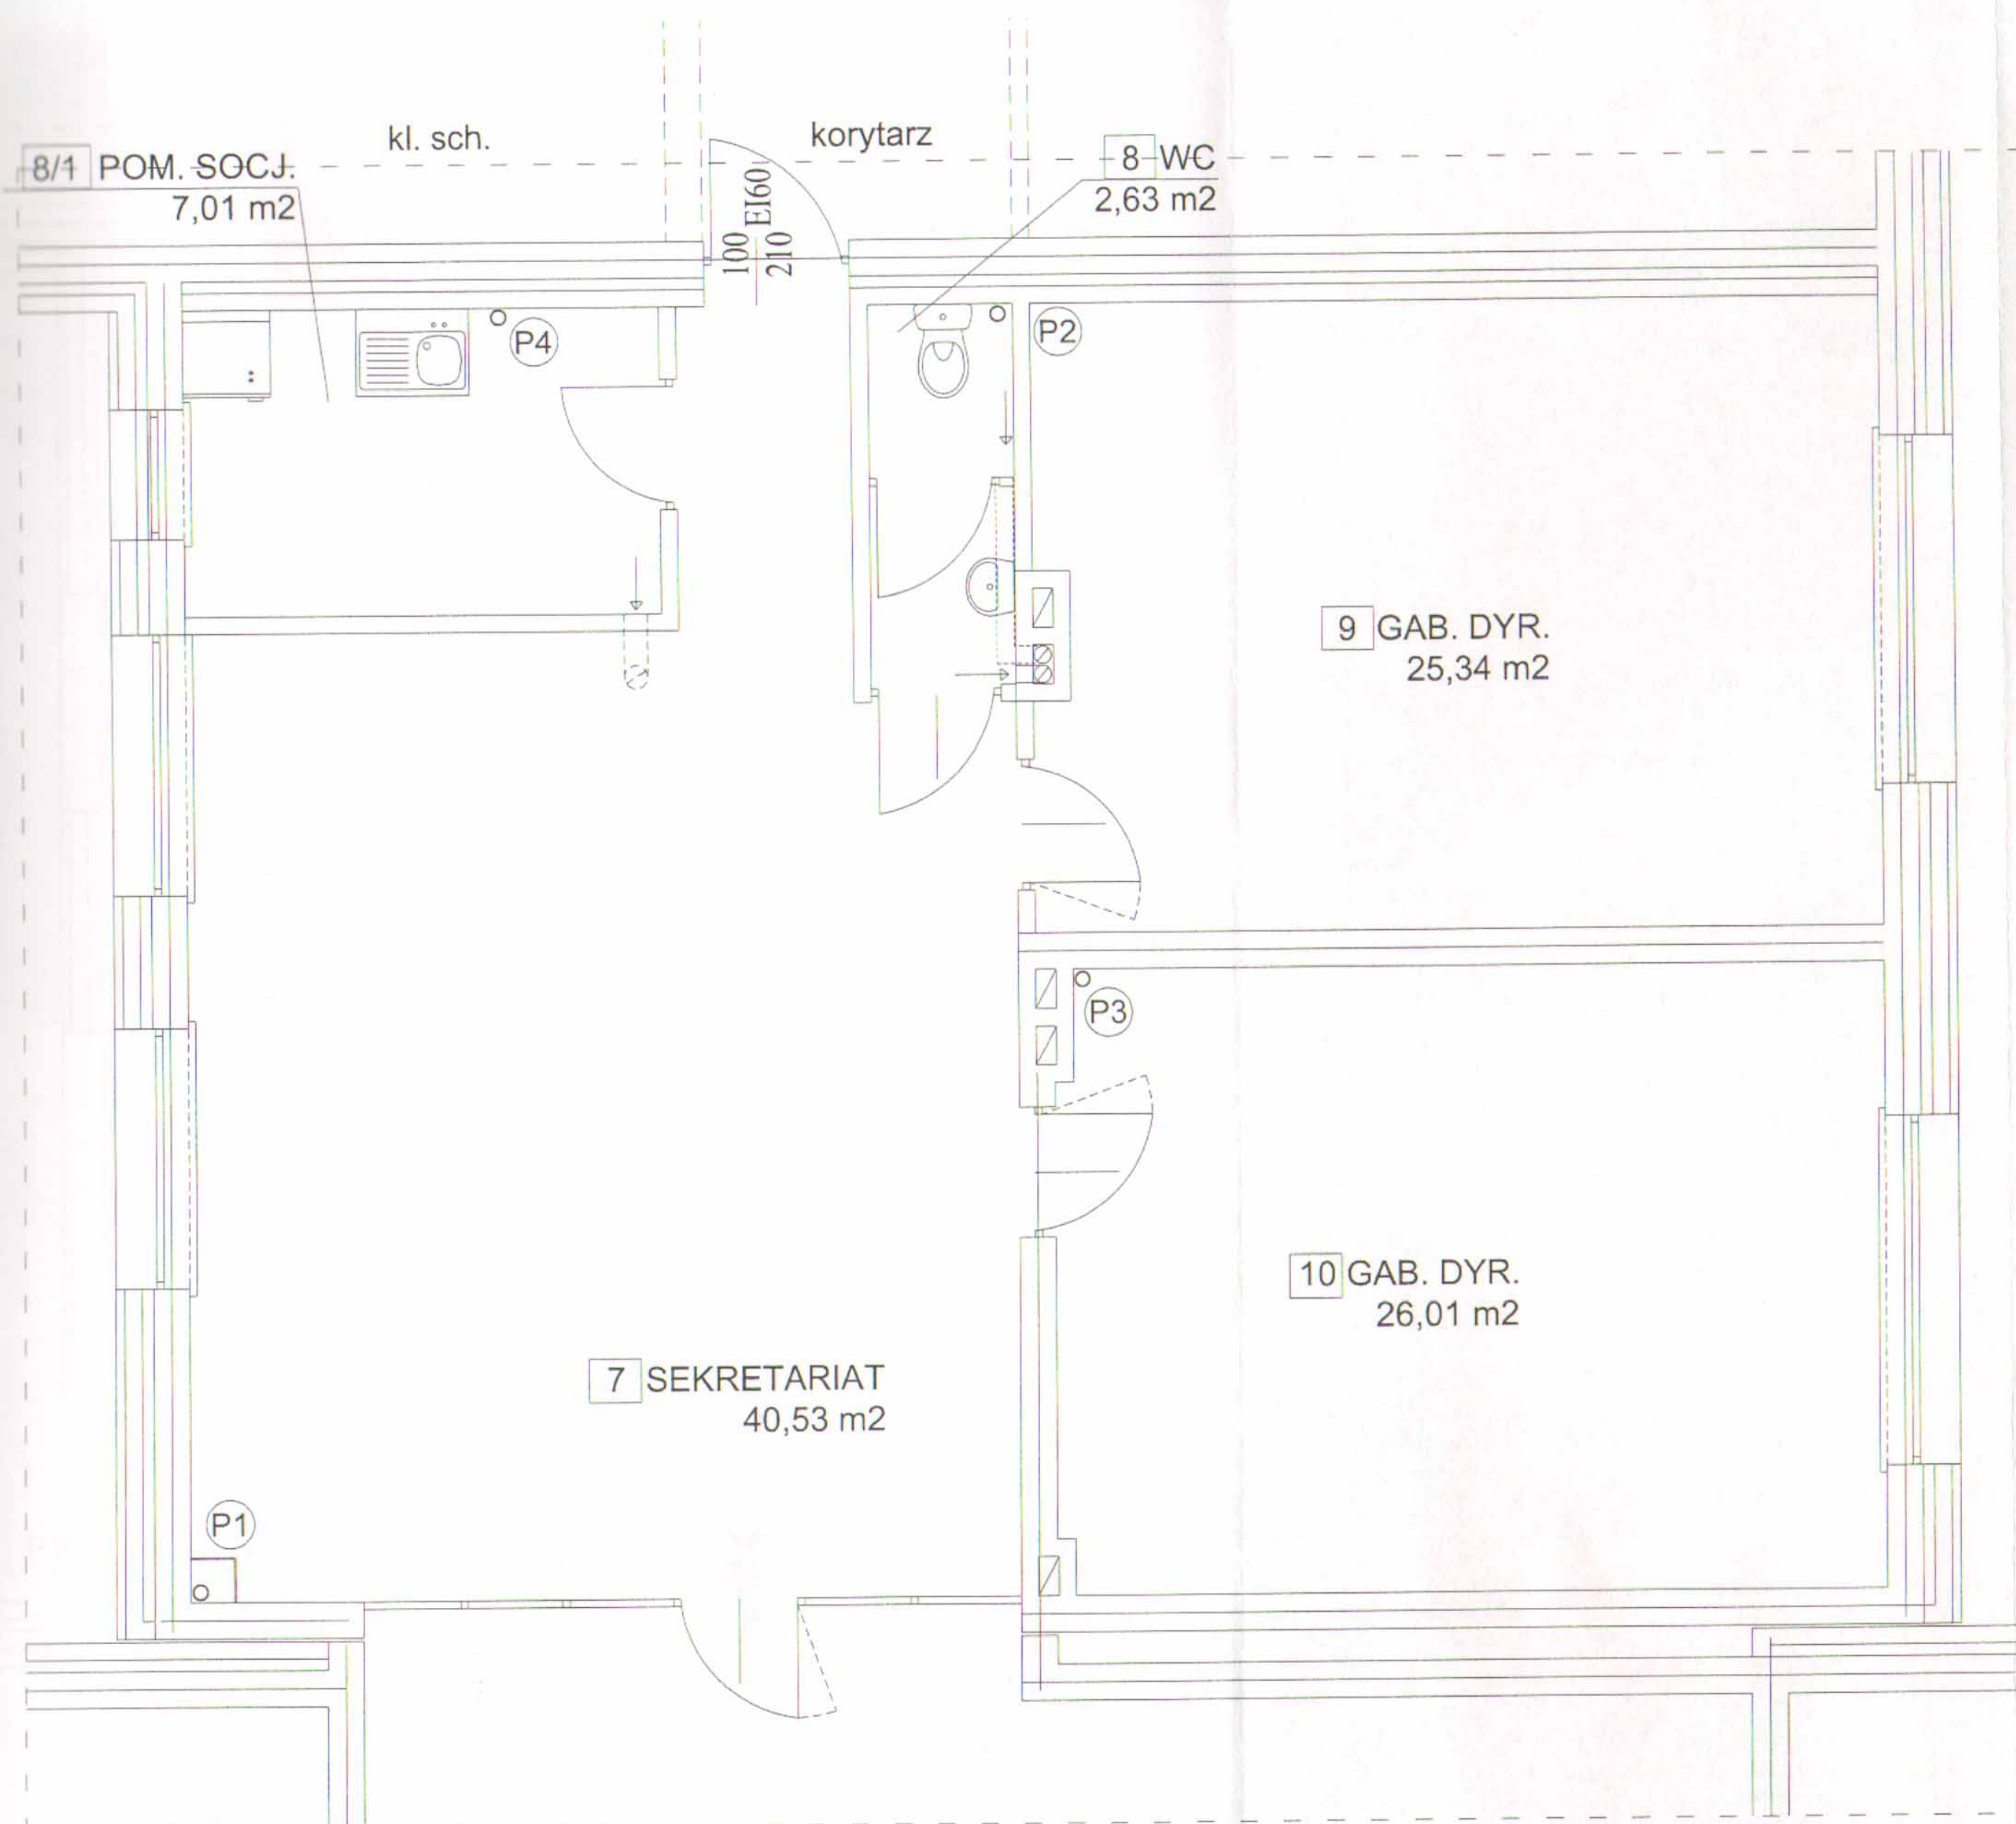 kl. sch.
korytarz
8/1 POM. SOCJ.
7,01 m2
8 WC
2,63 m2
100
210
EI60
P4
P2
9 GAB. DYR.
25,34 m2
P3
10 GAB. DYR.
26,01 m2
7 SEKRETARIAT
40,53 m2
P1